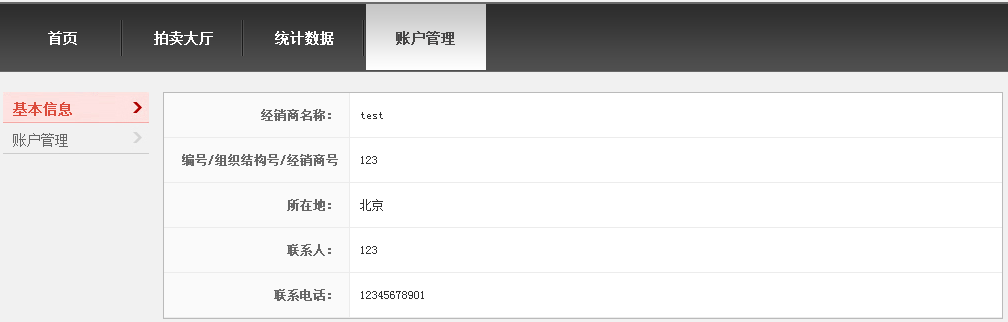 首页 拍卖大厅 统计数据 账户管理
基本信息
账户管理
经销商名称： test
编号/组织结构号/经销商号 123
所在地： 北京
联系人： 123
联系电话： 12345678901